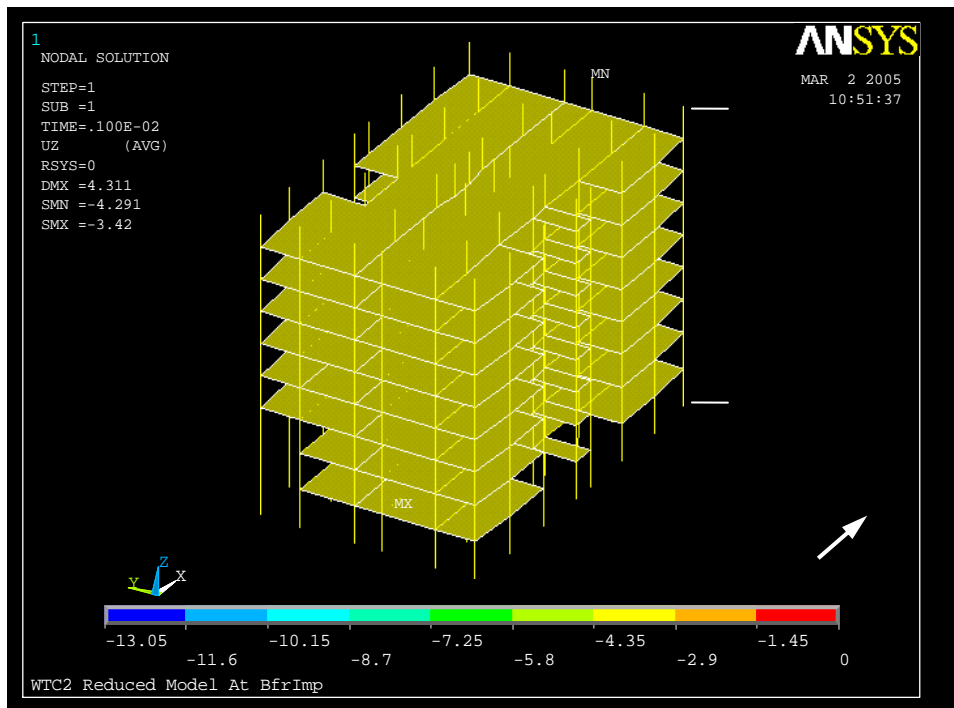 1
NODAL SOLUTION
STEP=1
SUB =1
TIME=.100E-02
UZ (AVG)
RSYS=0
DMX =4.311
SMN =-4.291
SMX =-3.42
ANSYS
MAR 2 2005
10:51:37
MN
MX
Z
Y
X
-13.05 -10.15 -7.25 -4.35 -1.45
-11.6 -8.7 -5.8 -2.9 0
WTC2 Reduced Model At BfrImp